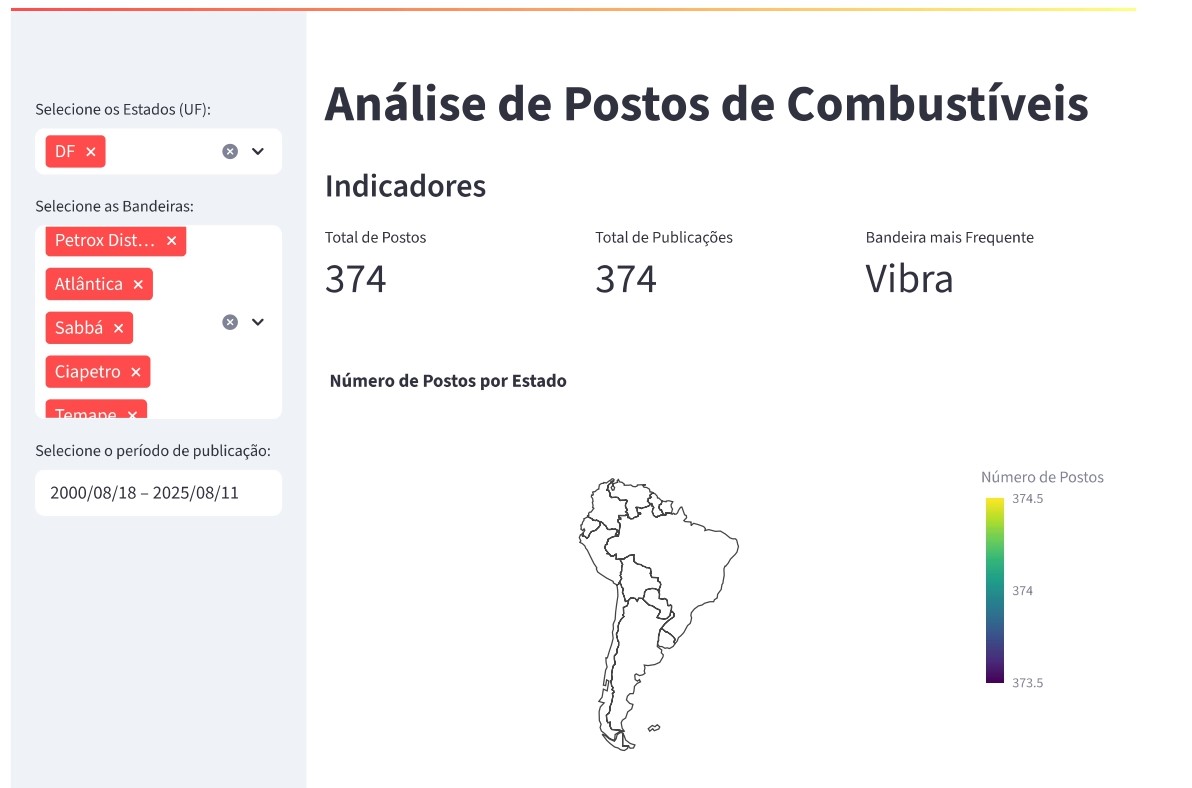 Selecione os Estados (UF):
DF
Selecione as Bandeiras:
Petrox Dist...
Atlântica
Sabbá
Ciapetro
Temape
Selecione o período de publicação:
2000/08/18 – 2025/08/11
Análise de Postos de Combustíveis
Indicadores
Total de Postos
374
Total de Publicações
374
Bandeira mais Frequente
Vibra
Número de Postos por Estado
Número de Postos
374.5
374
373.5